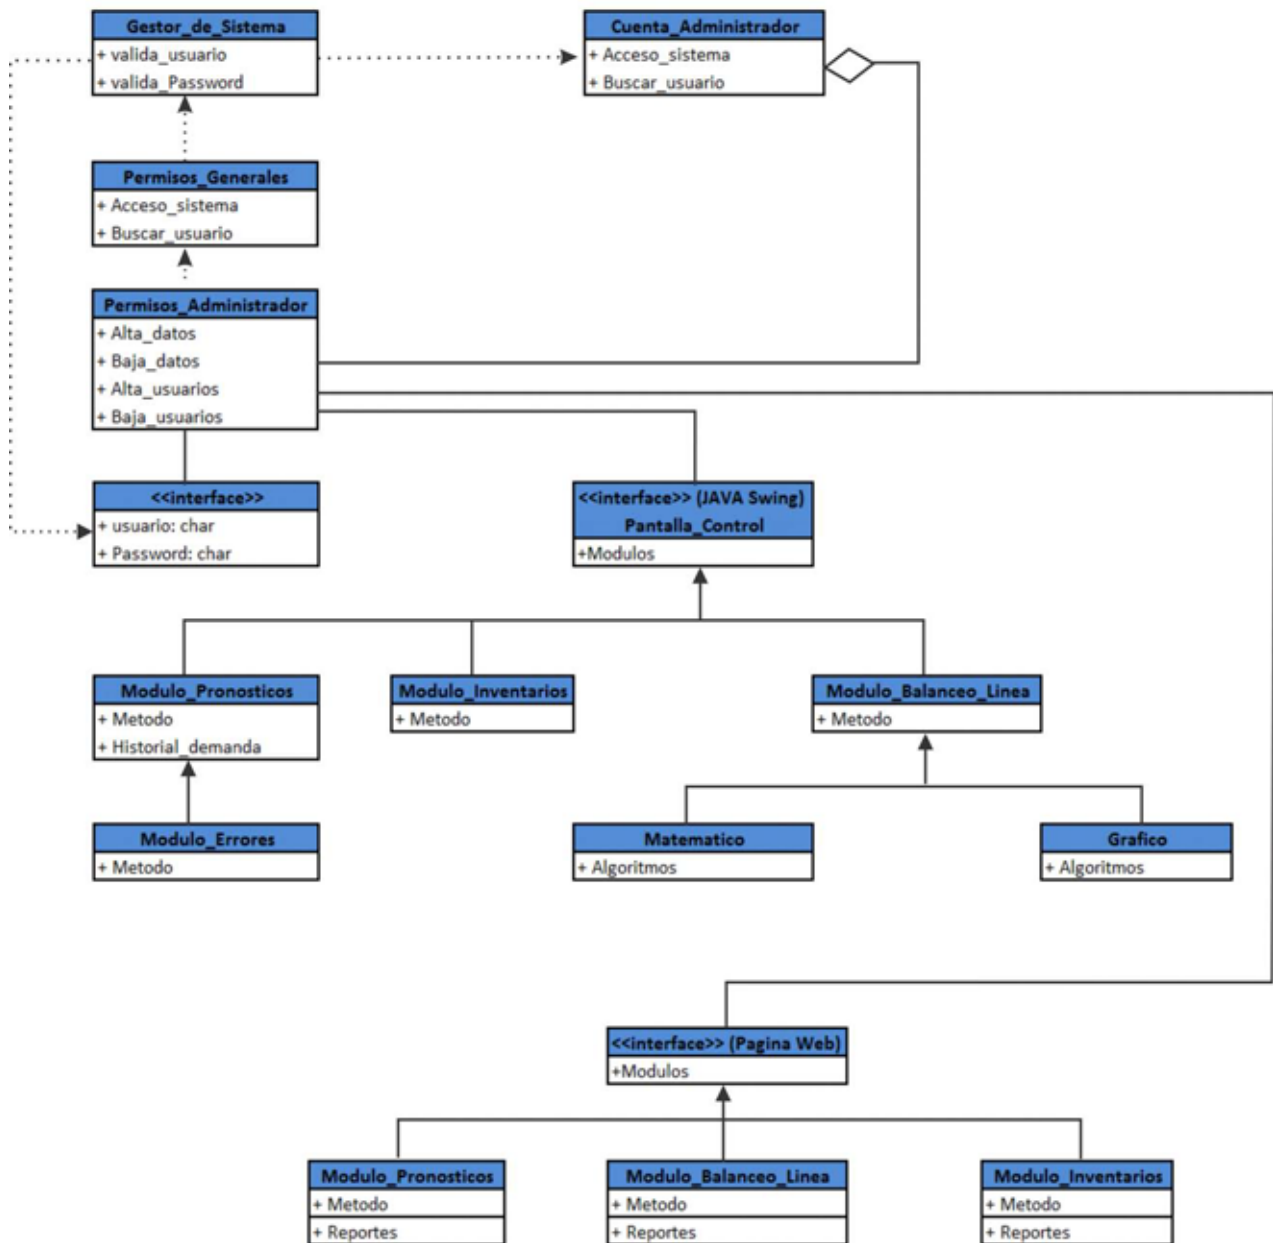 Gestor_de_Sistema
+ valida_usuario
+ valida_Password
Cuenta_Administrador
+ Acceso_sistema
+ Buscar_usuario
Permisos_Generales
+ Acceso_sistema
+ Buscar_usuario
Permisos_Administrador
+ Alta_datos
+ Baja_datos
+ Alta_usuarios
+ Baja_usuarios
<<interface>>
+ usuario: char
+ Password: char
<<interface>> (JAVA Swing)
Pantalla_Control
+Modulos
Modulo_Pronosticos
+ Metodo
+ Historial_demanda
Modulo_Inventarios
+ Metodo
Modulo_Balanceo_Linea
+ Metodo
Modulo_Errores
+ Metodo
Matematico
+ Algoritmos
Grafico
+ Algoritmos
<<interface>> (Pagina Web)
+Modulos
Modulo_Pronosticos
+ Metodo
+ Reportes
Modulo_Balanceo_Linea
+ Metodo
+ Reportes
Modulo_Inventarios
+ Metodo
+ Reportes